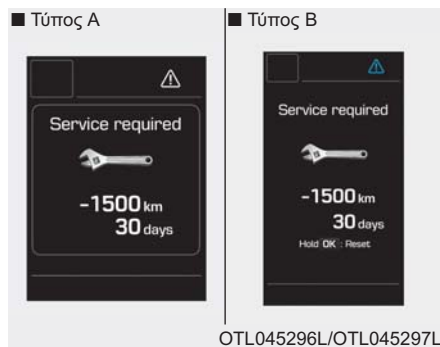 ■ Τύπος A
Service required
-1500 km
30 days
■ Τύπος B
Service required
-1500 km
30 days
Hold OK : Reset
OTL045296L/OTL045297L